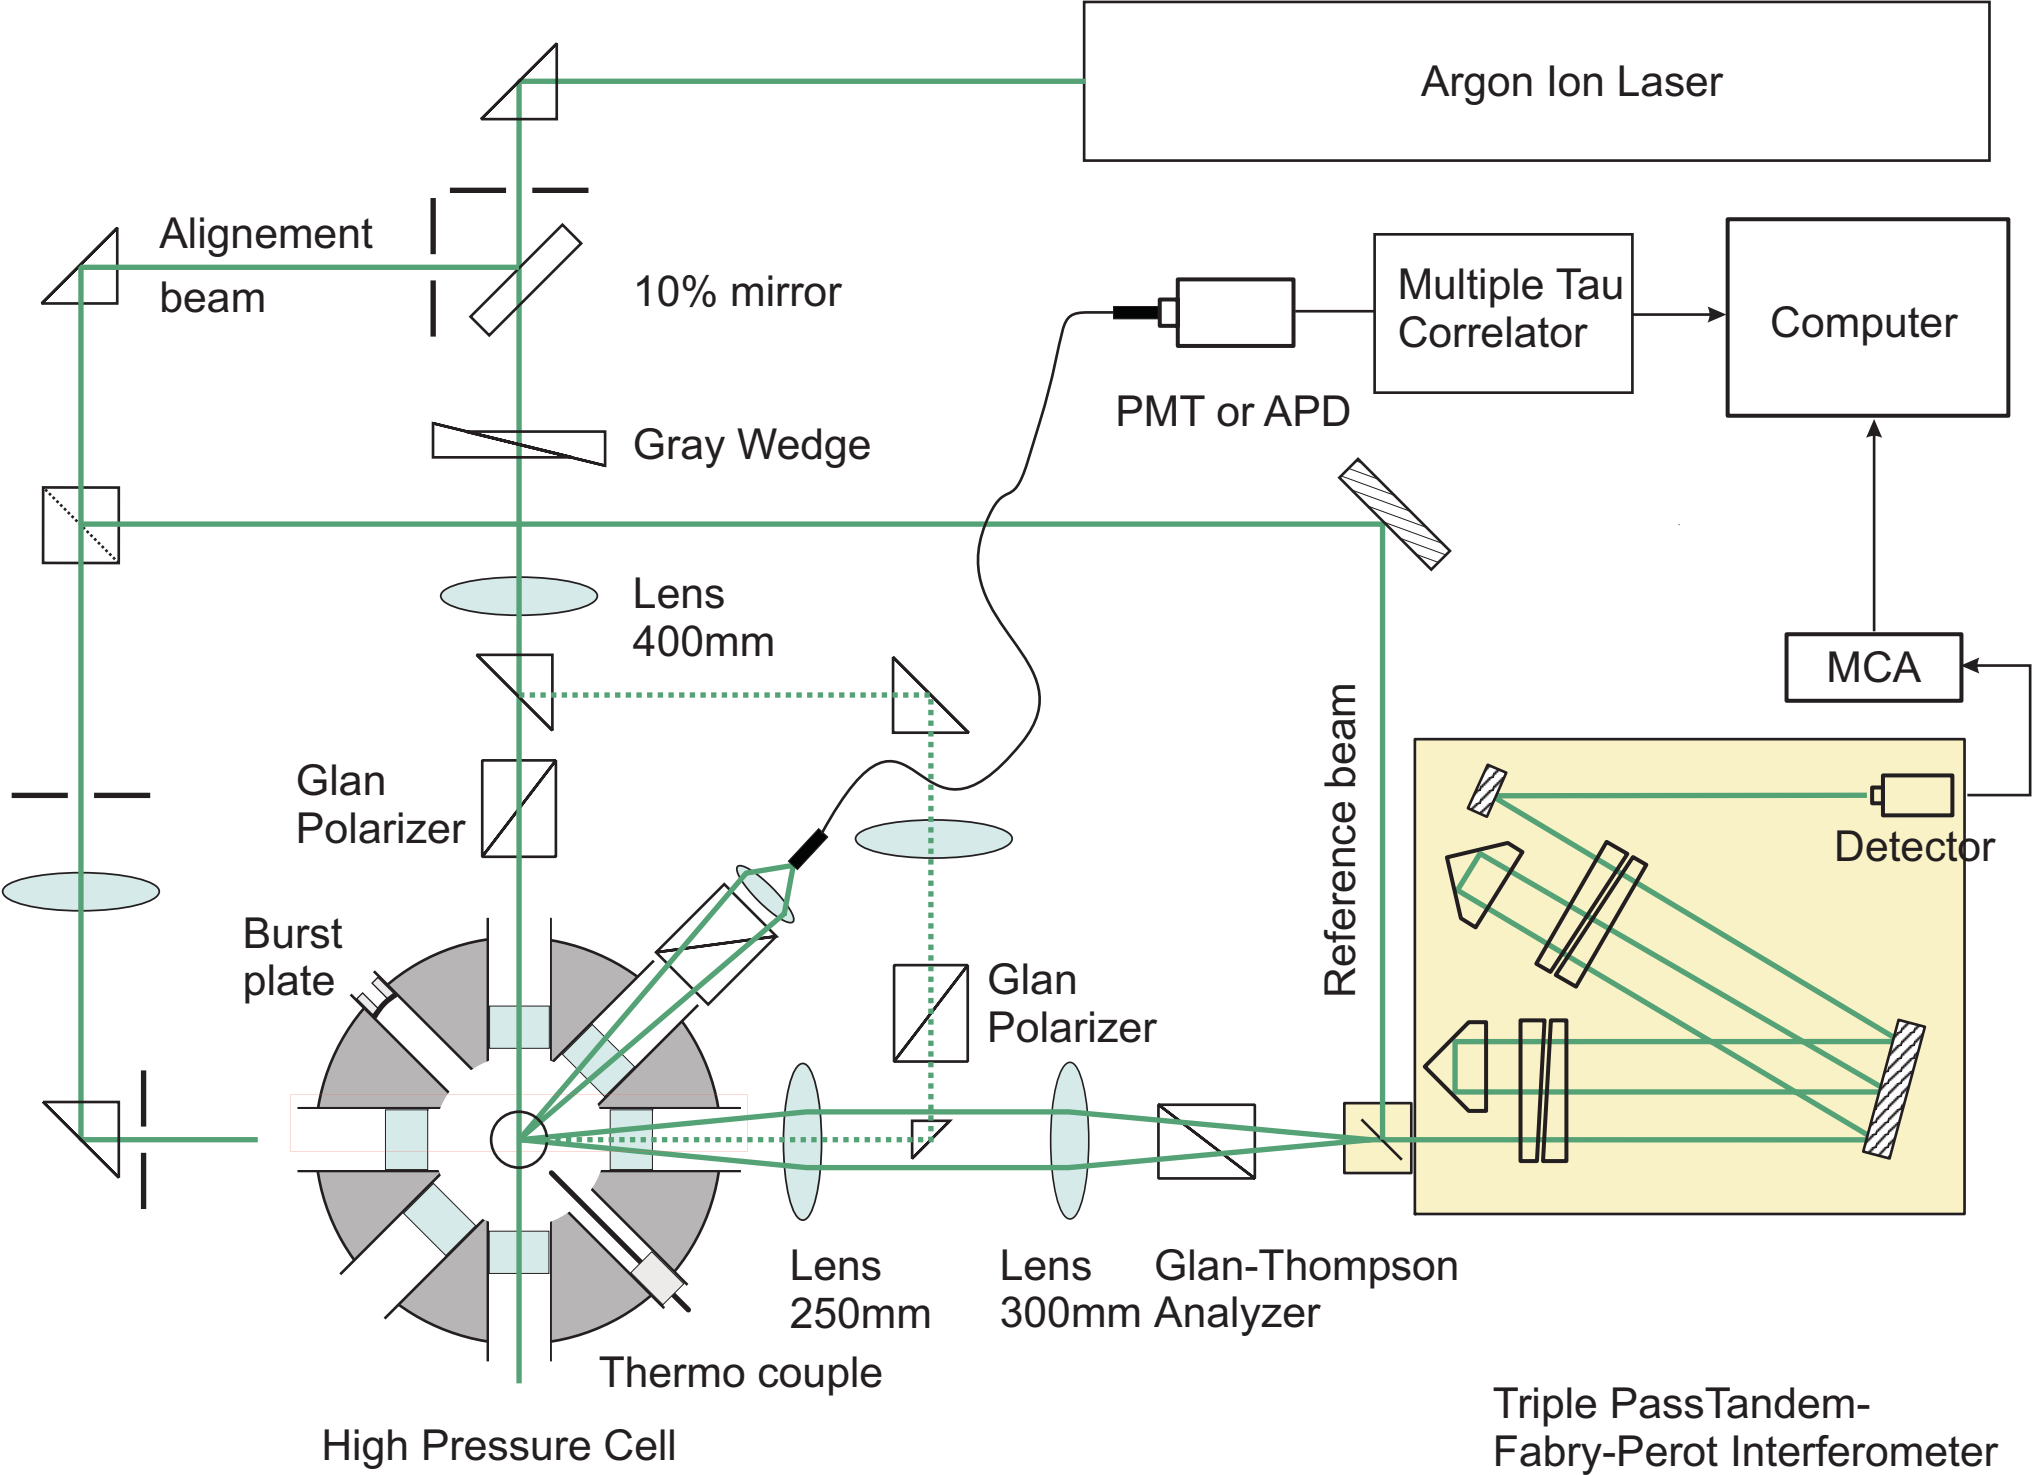 Argon Ion Laser
Alignement
beam
10% mirror
Multiple Tau
Correlator
Computer
PMT or APD
Gray Wedge
Lens
400mm
MCA
Reference beam
Glan
Polarizer
Detector
Burst
plate
Glan
Polarizer
Lens
250mm
Lens
300mm
Glan-Thompson
Analyzer
Thermo couple
High Pressure Cell
Triple PassTandem-
Fabry-Perot Interferometer